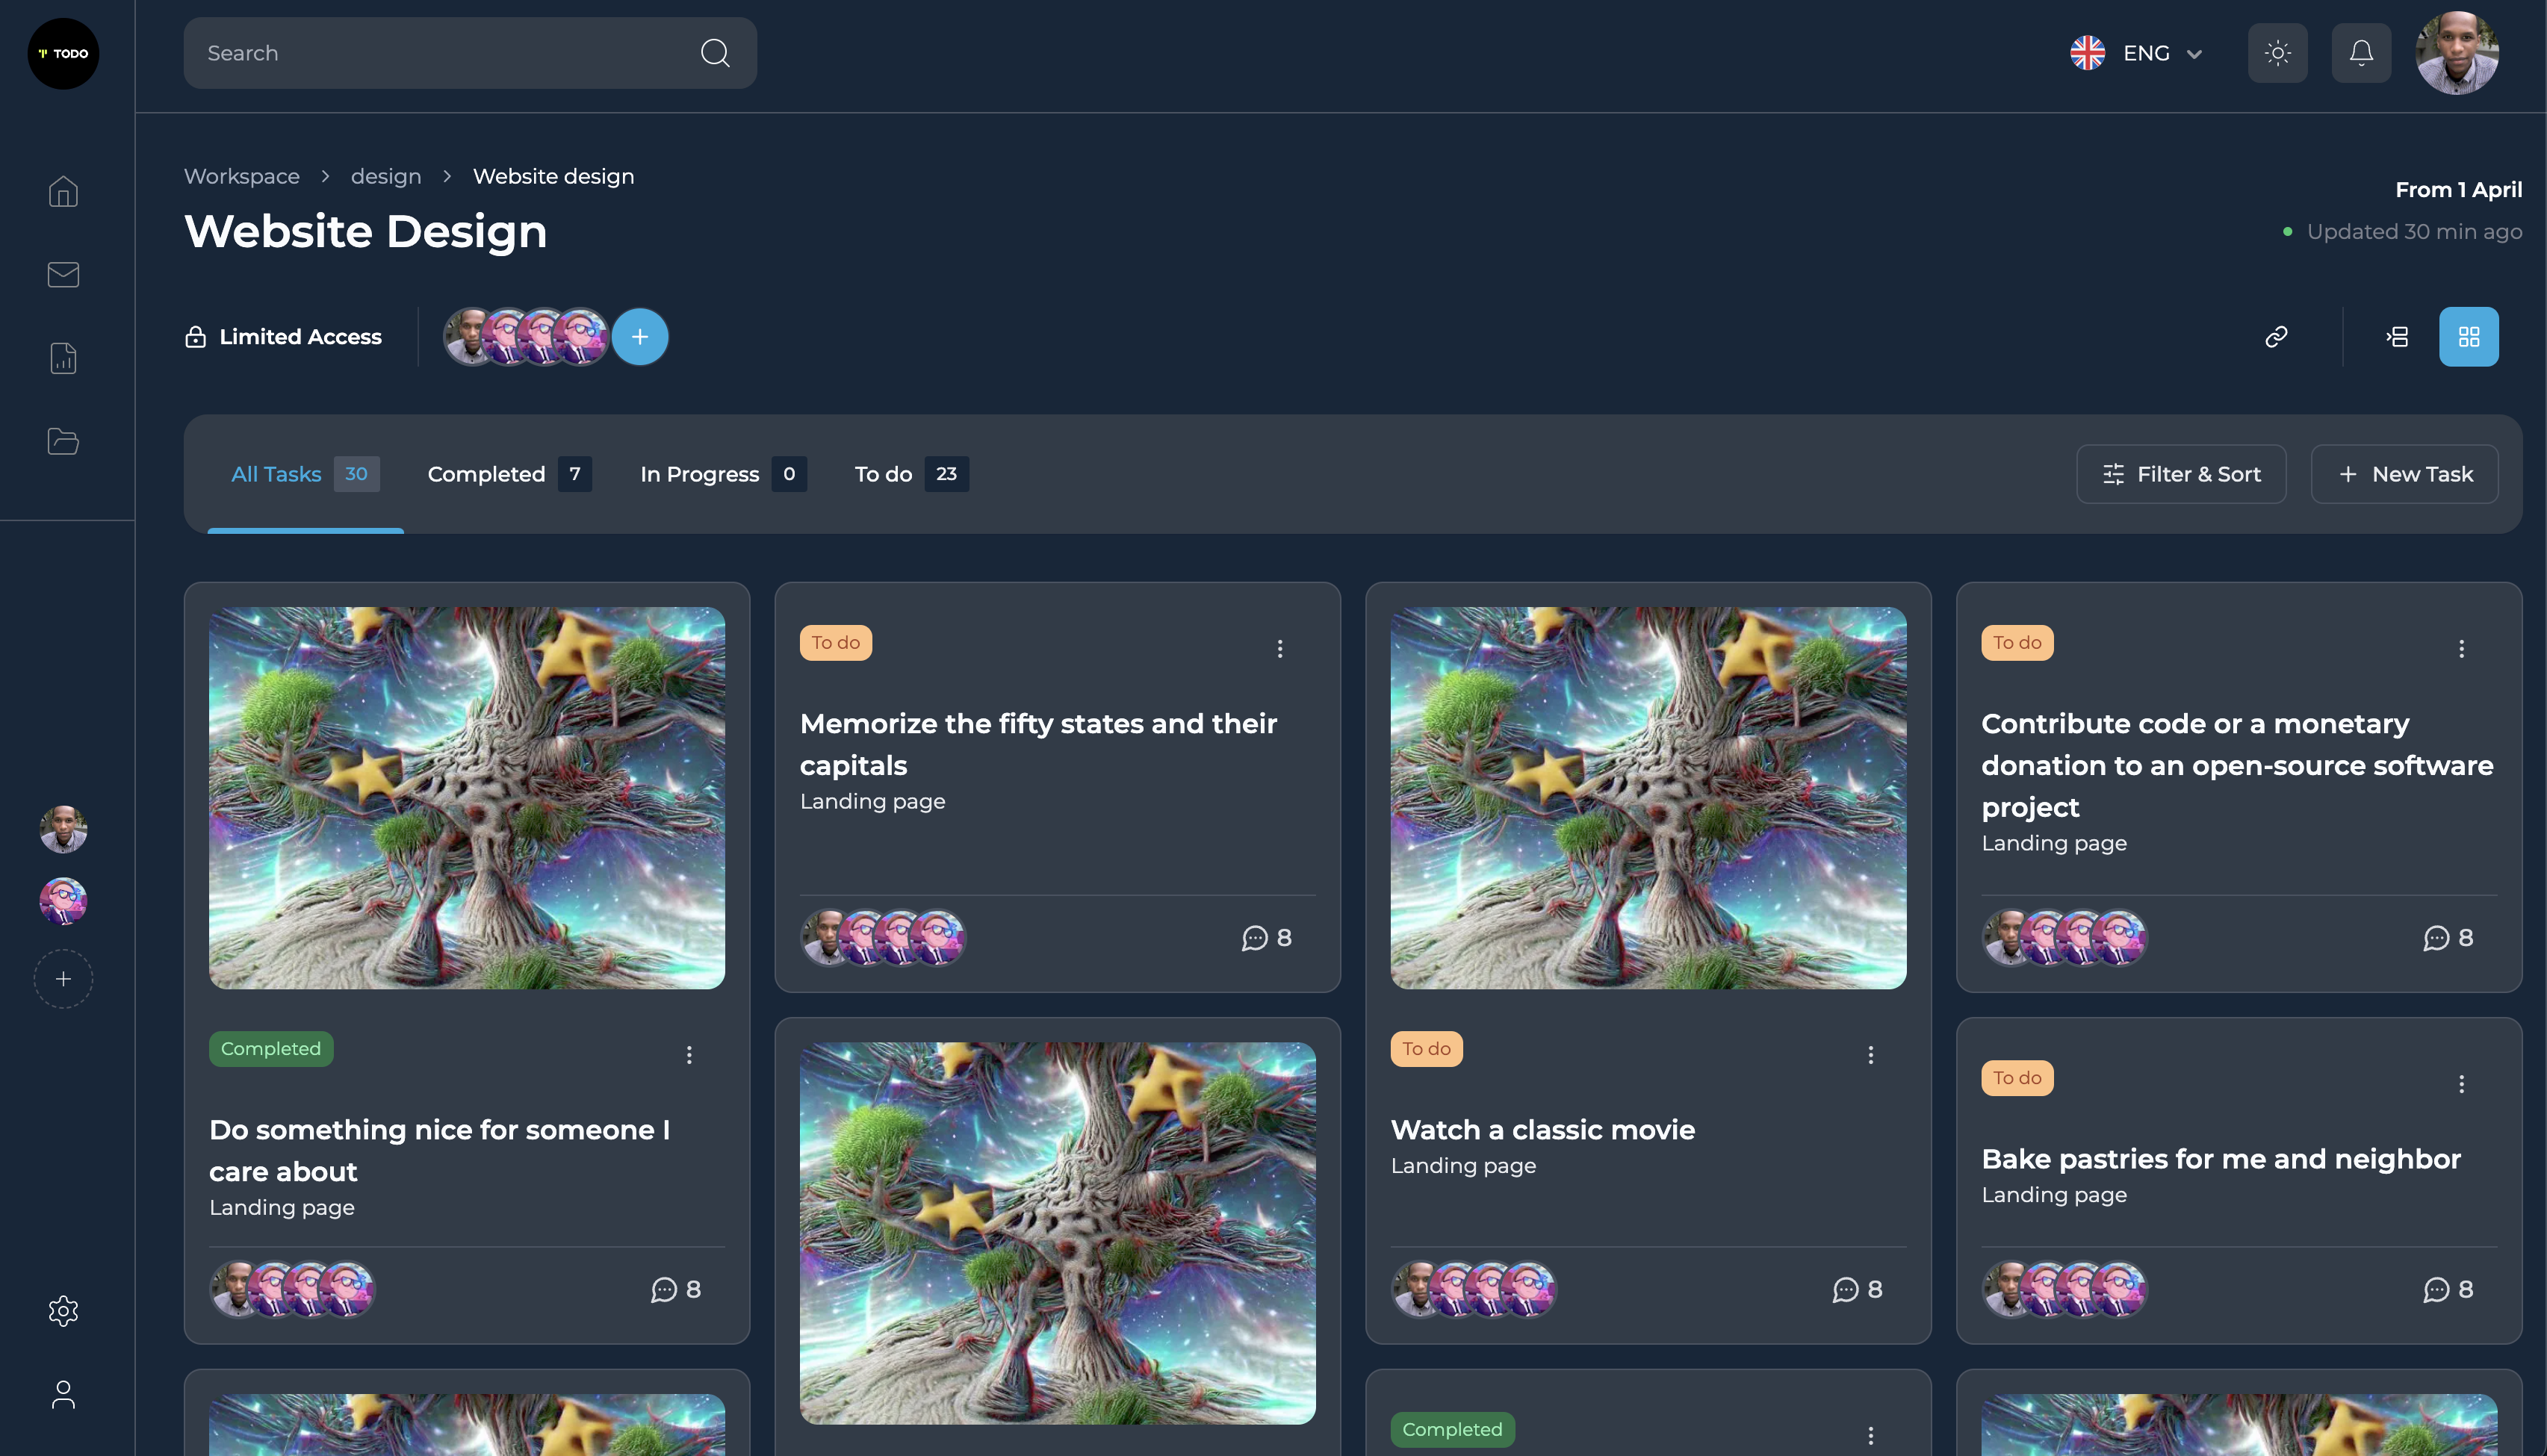 TODO
Search
ENG
Workspace > design > Website design
Website Design
From 1 April
Updated 30 min ago
Limited Access
All Tasks 30
Completed 7
In Progress 0
To do 23
Filter & Sort
New Task
Completed
Do something nice for someone I
care about
Landing page
8
To do
Memorize the fifty states and their
capitals
Landing page
8
To do
Watch a classic movie
Landing page
8
To do
Contribute code or a monetary
donation to an open-source software
project
Landing page
8
To do
Bake pastries for me and neighbor
Landing page
8
Completed